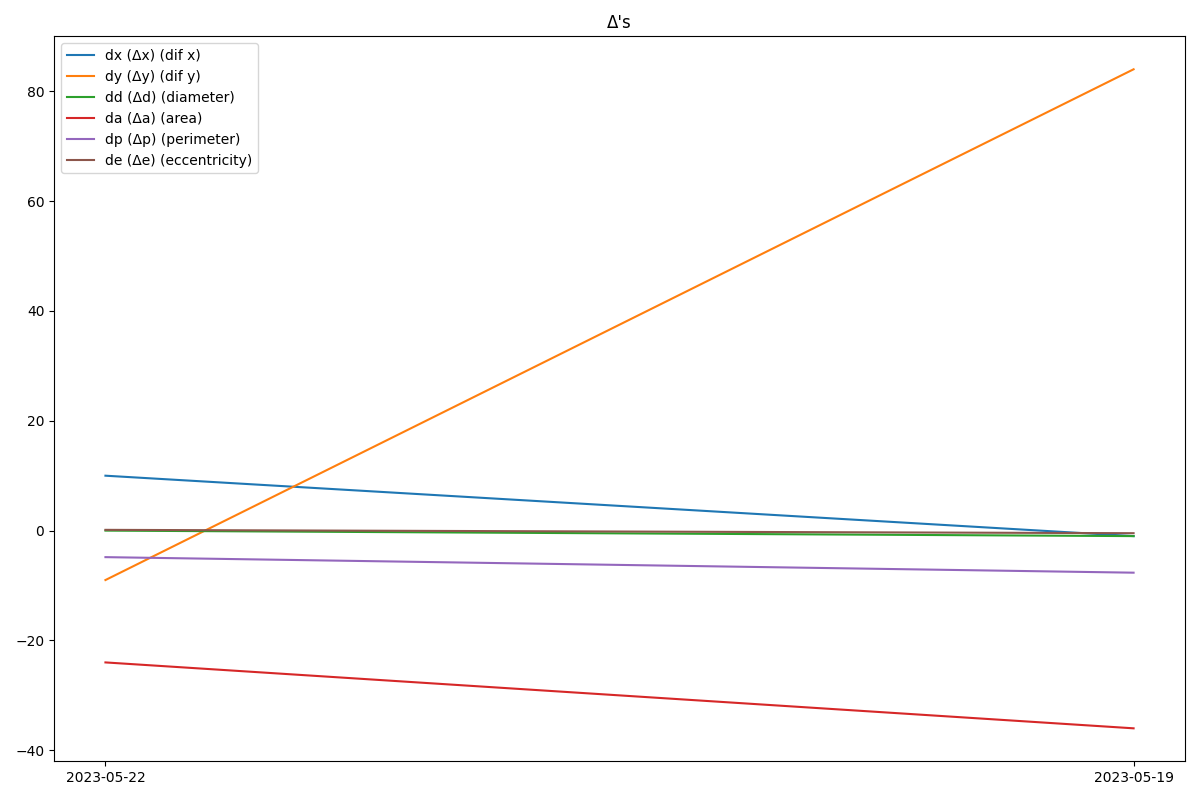 Δ's
dx (Δx) (dif x)
dy (Δy) (dif y)
dd (Δd) (diameter)
da (Δa) (area)
dp (Δp) (perimeter)
de (Δe) (eccentricity)
80
60
40
20
0
−20
−40
2023-05-22
2023-05-19